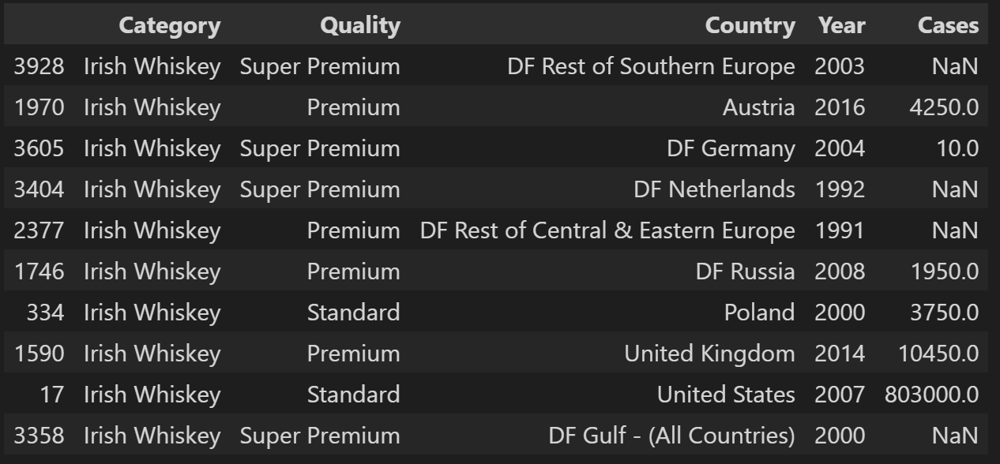 Category Quality Country Year Cases
3928 Irish Whiskey Super Premium DF Rest of Southern Europe 2003 NaN
1970 Irish Whiskey Premium Austria 2016 4250.0
3605 Irish Whiskey Super Premium DF Germany 2004 10.0
3404 Irish Whiskey Super Premium DF Netherlands 1992 NaN
2377 Irish Whiskey Premium DF Rest of Central & Eastern Europe 1991 NaN
1746 Irish Whiskey Premium DF Russia 2008 1950.0
334 Irish Whiskey Standard Poland 2000 3750.0
1590 Irish Whiskey Premium United Kingdom 2014 10450.0
17 Irish Whiskey Standard United States 2007 803000.0
3358 Irish Whiskey Super Premium DF Gulf - (All Countries) 2000 NaN